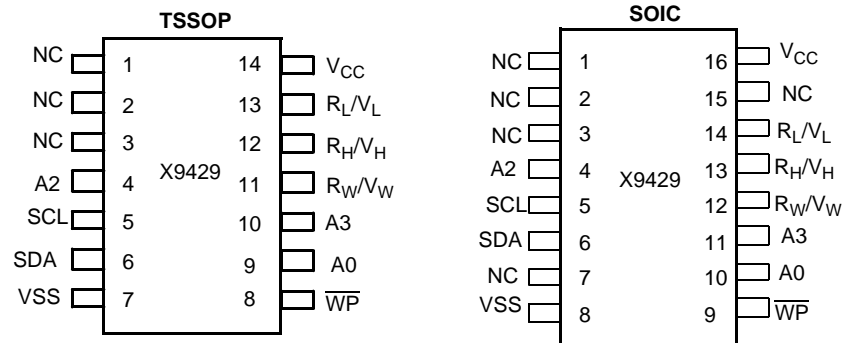 TSSOP
NC 1 14 VCC
NC 2 13 RL/VL
NC 3 12 RH/VH
X9429
A2 4 11 RW/VW
SCL 5 10 A3
SDA 6 9 A0
VSS 7 8 WP
SOIC
NC 1 16 VCC
NC 2 15 NC
NC 3 14 RL/VL
A2 4 13 RH/VH
X9429
SCL 5 12 RW/VW
SDA 6 11 A3
NC 7 10 A0
VSS 8 9 WP